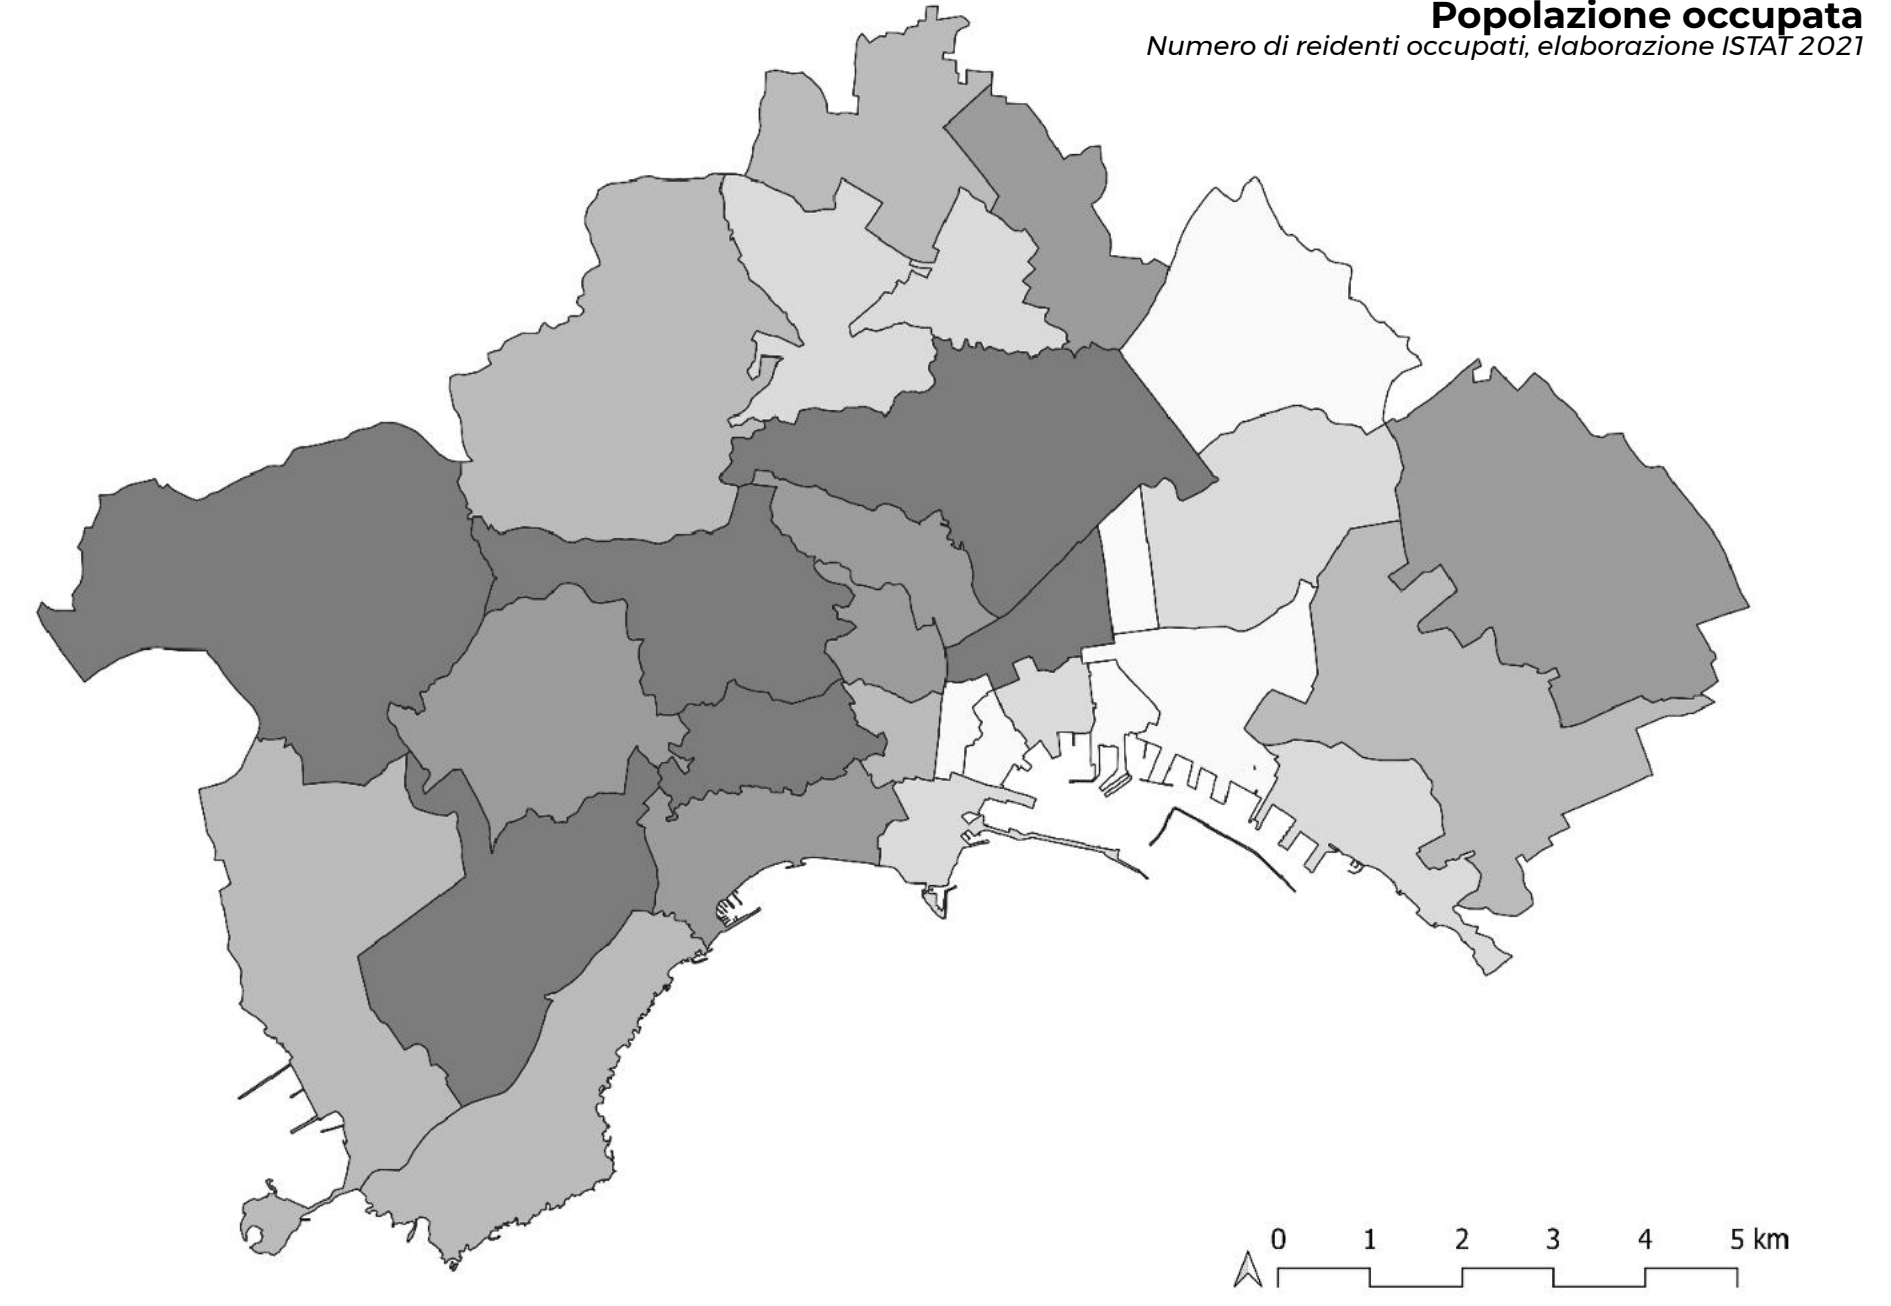 Popolazione occupata
Numero di reidenti occupati, elaborazione ISTAT 2021
0 1 2 3 4 5 km